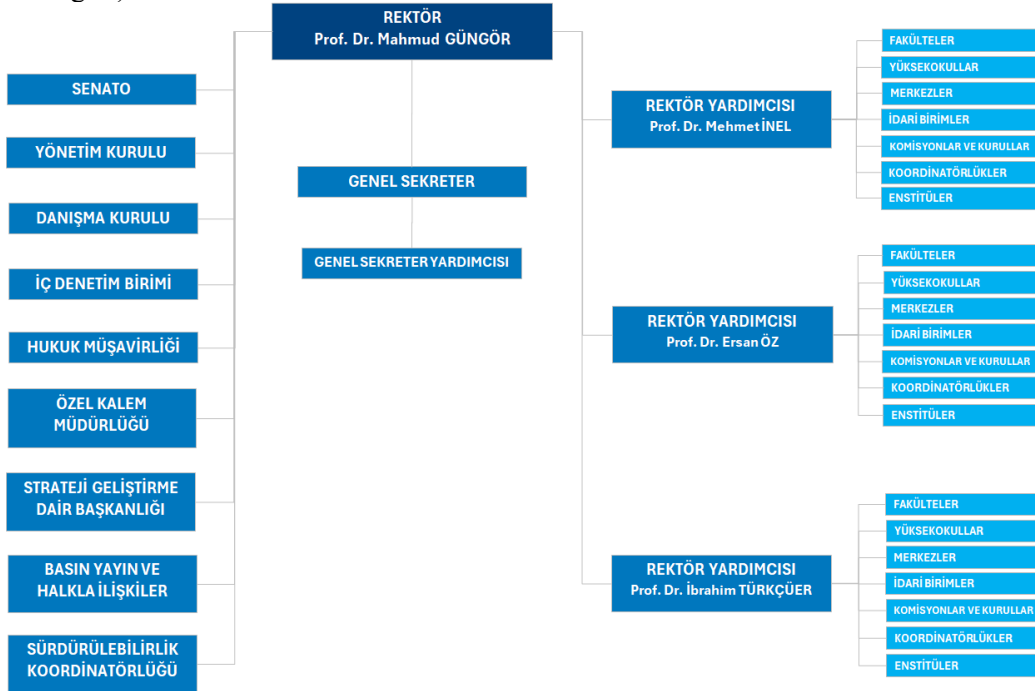 REKTÖR
Prof. Dr. Mahmud GÜNGÖR
SENATO
YÖNETİM KURULU
DANIŞMA KURULU
İÇ DENETİM BİRİMİ
HUKUK MÜŞAVİRLİĞİ
ÖZEL KALEM
MÜDÜRLÜĞÜ
STRATEJİ GELİŞTİRME
DAİR BAŞKANLIĞI
BASIN YAYIN VE
HALKLA İLİŞKİLER
SÜRDÜRÜLEBİLİRLİK
KOORDİNATÖRLÜĞÜ
GENEL SEKRETER
GENEL SEKRETER YARDIMCISI
REKTÖR YARDIMCISI
Prof. Dr. Mehmet İNEL
FAKÜLTELER
YÜKSEKOKULLAR
MERKEZLER
İDARİ BİRİMLER
KOMİSYONLAR VE KURULLAR
KOORDİNATÖRLÜKLER
ENSTİTÜLER
REKTÖR YARDIMCISI
Prof. Dr. Ersan ÖZ
FAKÜLTELER
YÜKSEKOKULLAR
MERKEZLER
İDARİ BİRİMLER
KOMİSYONLAR VE KURULLAR
KOORDİNATÖRLÜKLER
ENSTİTÜLER
REKTÖR YARDIMCISI
Prof. Dr. İbrahim TÜRKÇÜER
FAKÜLTELER
YÜKSEKOKULLAR
MERKEZLER
İDARİ BİRİMLER
KOMİSYONLAR VE KURULLAR
KOORDİNATÖRLÜKLER
ENSTİTÜLER